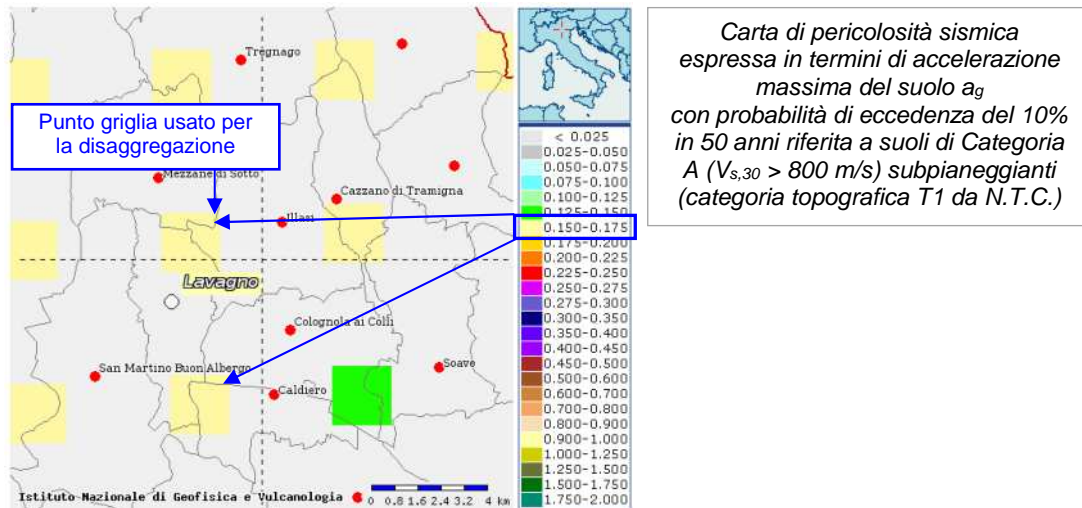 Tregnago
Punto griglia usato per
la disaggregazione
Mezzane di Sotto
Cazzano di Tramigna
Illasi
Lavagno
Colognola ai Colli
San Martino Buon Albergo
Soave
Caldiero
Istituto Nazionale di Geofisica e Vulcanologia
0 0.8 1.6 2.4 3.2 4 km
< 0.025
0.025-0.050
0.050-0.075
0.075-0.100
0.100-0.125
0.125-0.150
0.150-0.175
0.175-0.200
0.200-0.225
0.225-0.250
0.250-0.275
0.275-0.300
0.300-0.350
0.350-0.400
0.400-0.450
0.450-0.500
0.500-0.600
0.600-0.700
0.700-0.800
0.800-0.900
0.900-1.000
1.000-1.250
1.250-1.500
1.500-1.750
1.750-2.000
Carta di pericolosità sismica
espressa in termini di accelerazione
massima del suolo ag
con probabilità di eccedenza del 10%
in 50 anni riferita a suoli di Categoria
A (Vs,30 > 800 m/s) subpianeggianti
(categoria topografica T1 da N.T.C.)